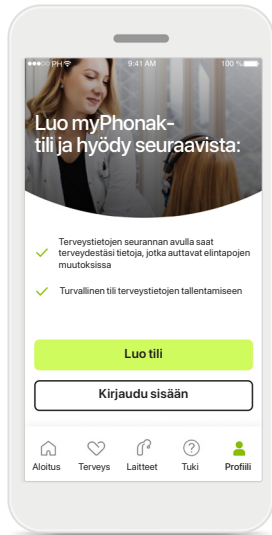 PH
9:41 AM
100 %
Luo myPhonak-
tili ja hyödy seuraavista:
Terveystietojen seurannan avulla saat
terveydestäsi tietoja, jotka auttavat elintapojen
muutoksissa
Turvallinen tili terveystietojen tallentamiseen
Luo tili
Kirjaudu sisään
Aloitus Terveys Laitteet Tuki Profiili